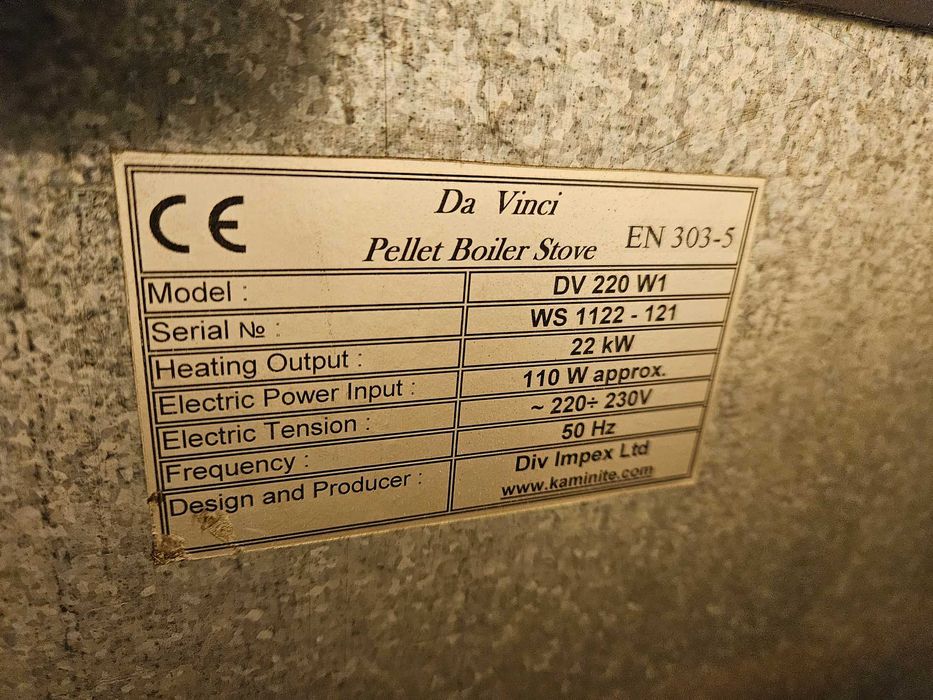 CE
Da Vinci
Pellet Boiler Stove EN 303-5
Model : DV 220 W1
Serial № : WS 1122 - 121
Heating Output : 22 kW
Electric Power Input : 110 W approx.
Electric Tension : ~ 220÷ 230V
Frequency : 50 Hz
Design and Producer : Div Impex Ltd
www.kaminite.com